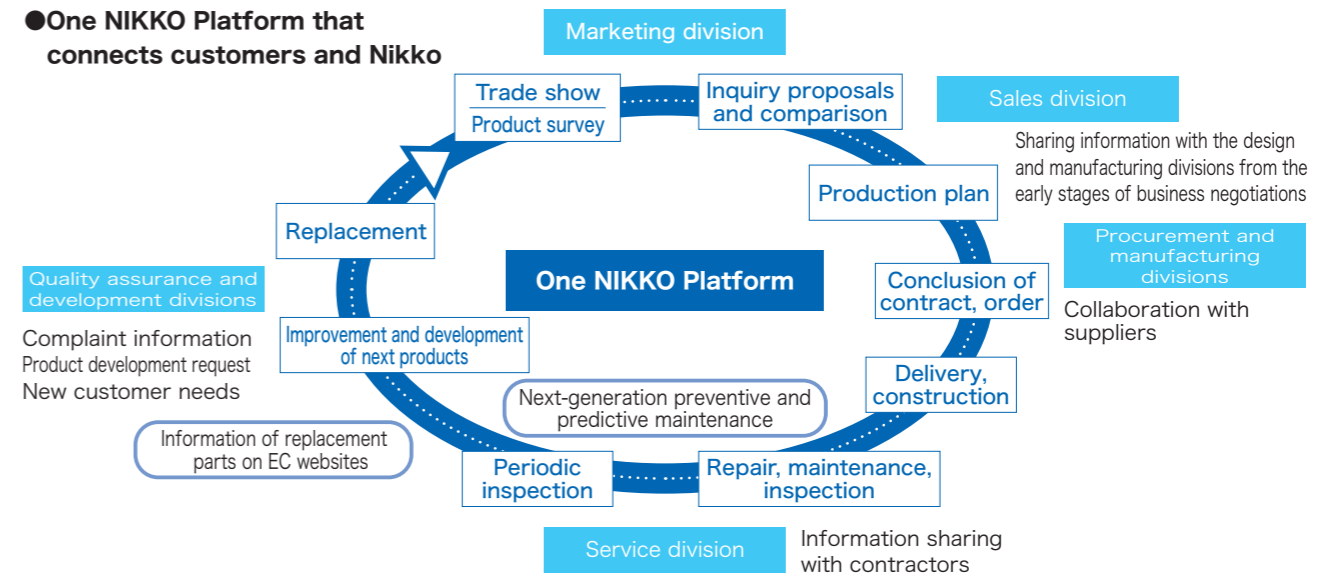 ●One NIKKO Platform that
connects customers and Nikko
Marketing division
Trade show
Product survey
Inquiry proposals
and comparison
Sales division
Sharing information with the design
and manufacturing divisions from the
early stages of business negotiations
Production plan
Procurement and
manufacturing
divisions
Collaboration with
suppliers
Conclusion of
contract, order
Delivery,
construction
Repair, maintenance,
inspection
Next-generation preventive and
predictive maintenance
Service division
Information sharing
with contractors
Periodic
inspection
Information of replacement
parts on EC websites
Improvement and development
of next products
Quality assurance and
development divisions
Complaint information
Product development request
New customer needs
Replacement
One NIKKO Platform